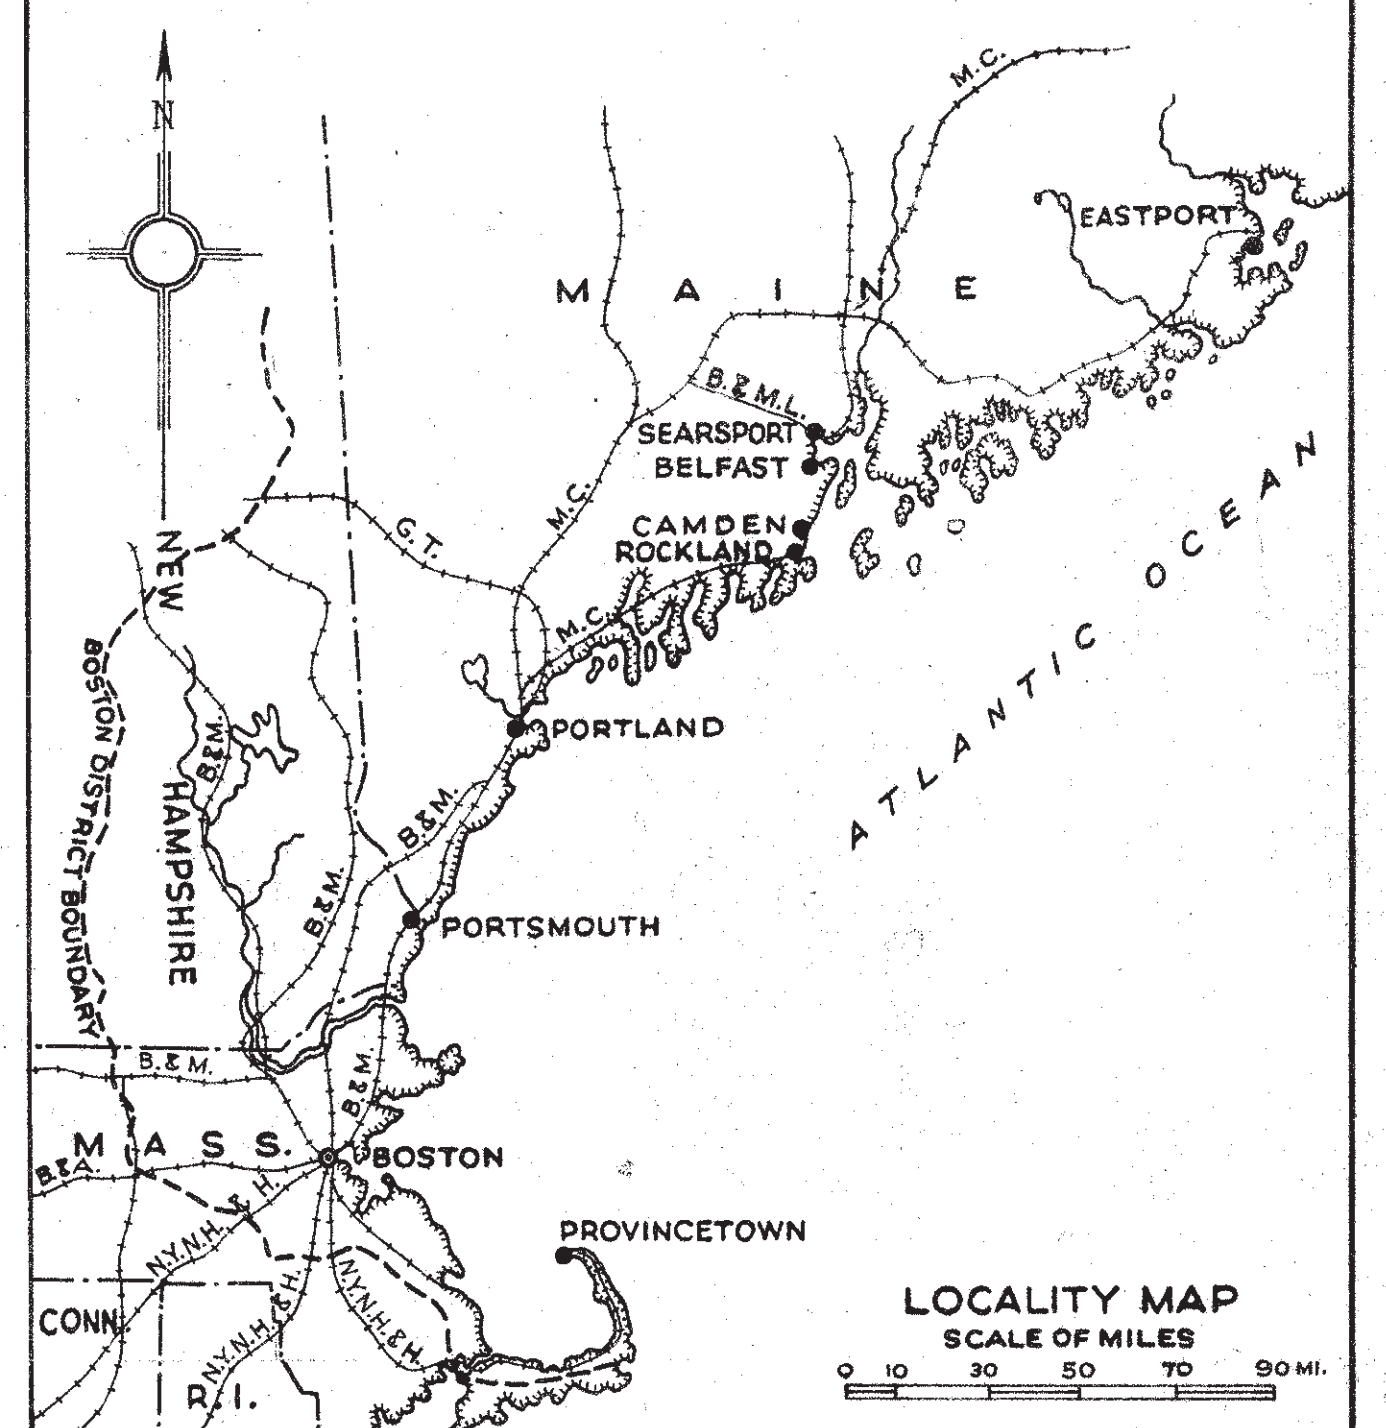 M.C.
N
EASTPORT
M A I N E
B. & M.L.
SEARSPORT
BELFAST
M.C.
CAMDEN
G.T.
ROCKLAND
NEW
M.C.
BOSTON DISTRICT BOUNDARY
PORTLAND
B.&M.
HAMPSHIRE
B.&M.
ATLANTIC OCEAN
B.&M.
PORTSMOUTH
B.&M.
B.&M.
MASS.
BOSTON
B.&A.
N.Y.N.H. & H.
PROVINCETOWN
N.Y.N.H. & H.
N.Y.N.H.&H.
CONN.
R.I.
LOCALITY MAP
SCALE OF MILES
0 10 30 50 70 90 MI.